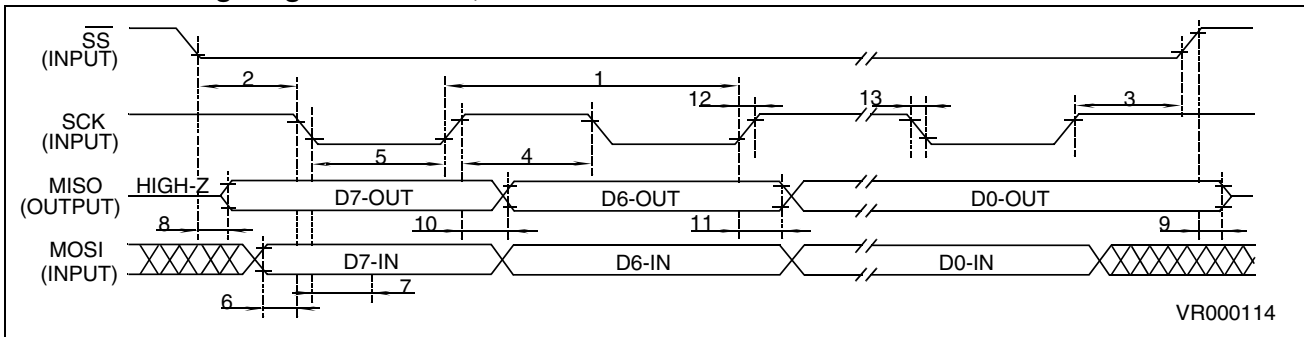 SS
(INPUT)
2
1
12
13
3
SCK
(INPUT)
5
4
MISO
(OUTPUT)
HIGH-Z
D7-OUT
D6-OUT
D0-OUT
8
10
11
9
MOSI
(INPUT)
D7-IN
D6-IN
D0-IN
7
6
VR000114